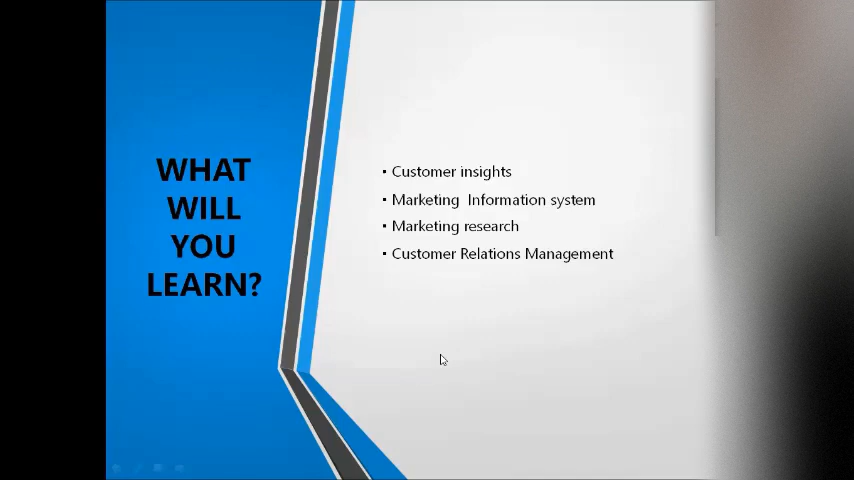 WHAT
WILL
YOU
LEARN?
▪ Customer insights
▪ Marketing  Information system
▪ Marketing research
▪ Customer Relations Management